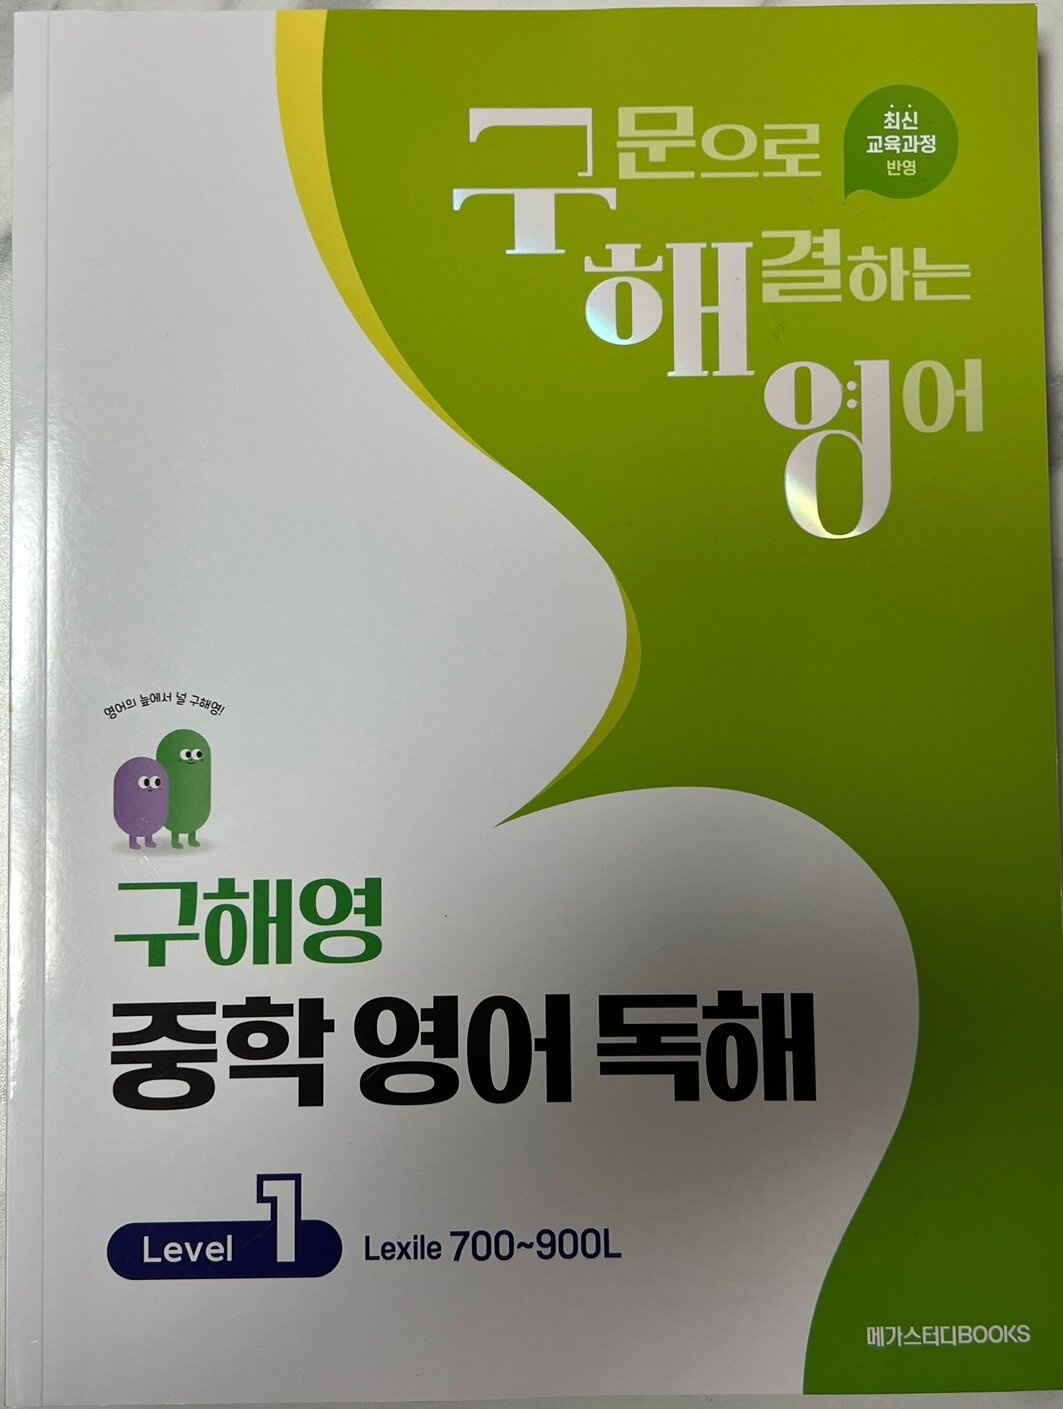 구문으로
해결하는
영어
최신
교육과정
반영
영어의 늪에서 널 구해영!
구해영
중학 영어 독해
Level 1 Lexile 700~900L
메가스터디BOOKS